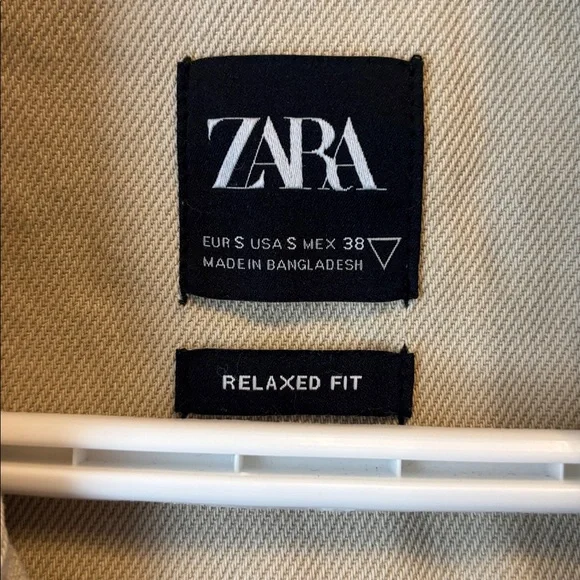 ZARA
EUR S USA S MEX 38
MADE IN BANGLADESH
RELAXED FIT